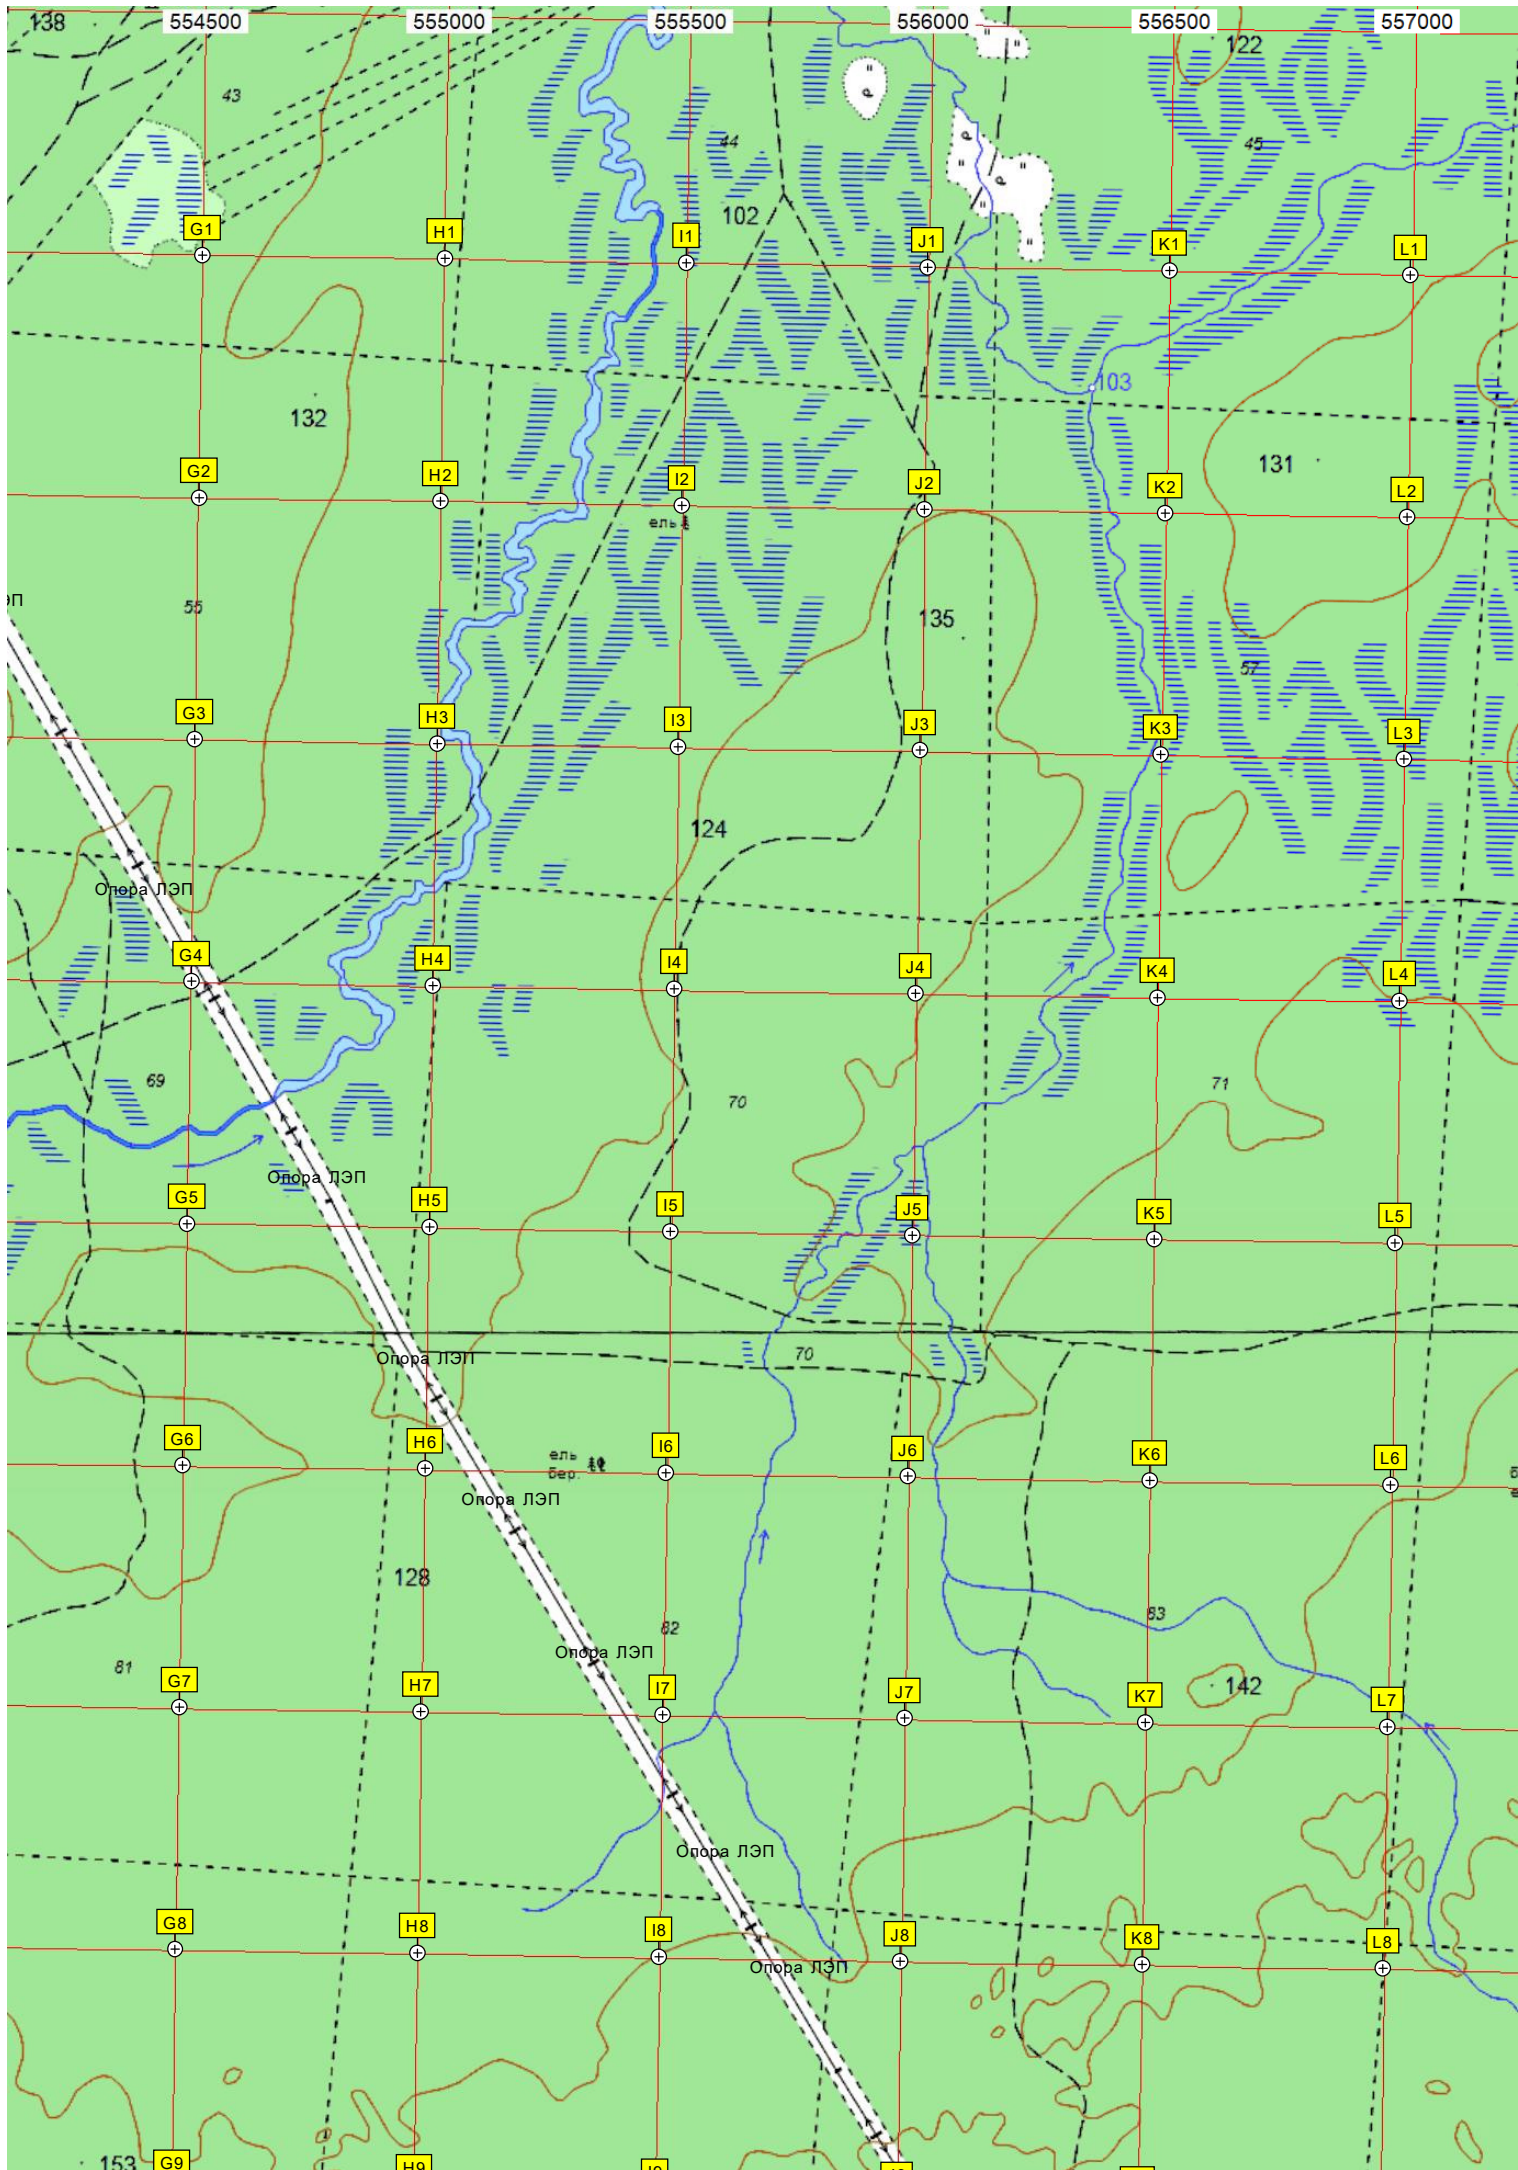 554500 555000 555500 556000 556500 557000
138
122
43
44
45
102
G1 H1 I1 J1 K1 L1
103
132
131
G2 H2 I2 J2 K2 L2
ель
55
135
57
G3 H3 I3 J3 K3 L3
124
Опора ЛЭП
G4 H4 I4 J4 K4 L4
69
70
71
Опора ЛЭП
G5 H5 I5 J5 K5 L5
70
Опора ЛЭП
G6 H6 I6 J6 K6 L6
ель
бер.
Опора ЛЭП
128
82
83
Опора ЛЭП
81
142
G7 H7 I7 J7 K7 L7
Опора ЛЭП
G8 H8 I8 J8 K8 L8
Опора ЛЭП
153
G9 H9